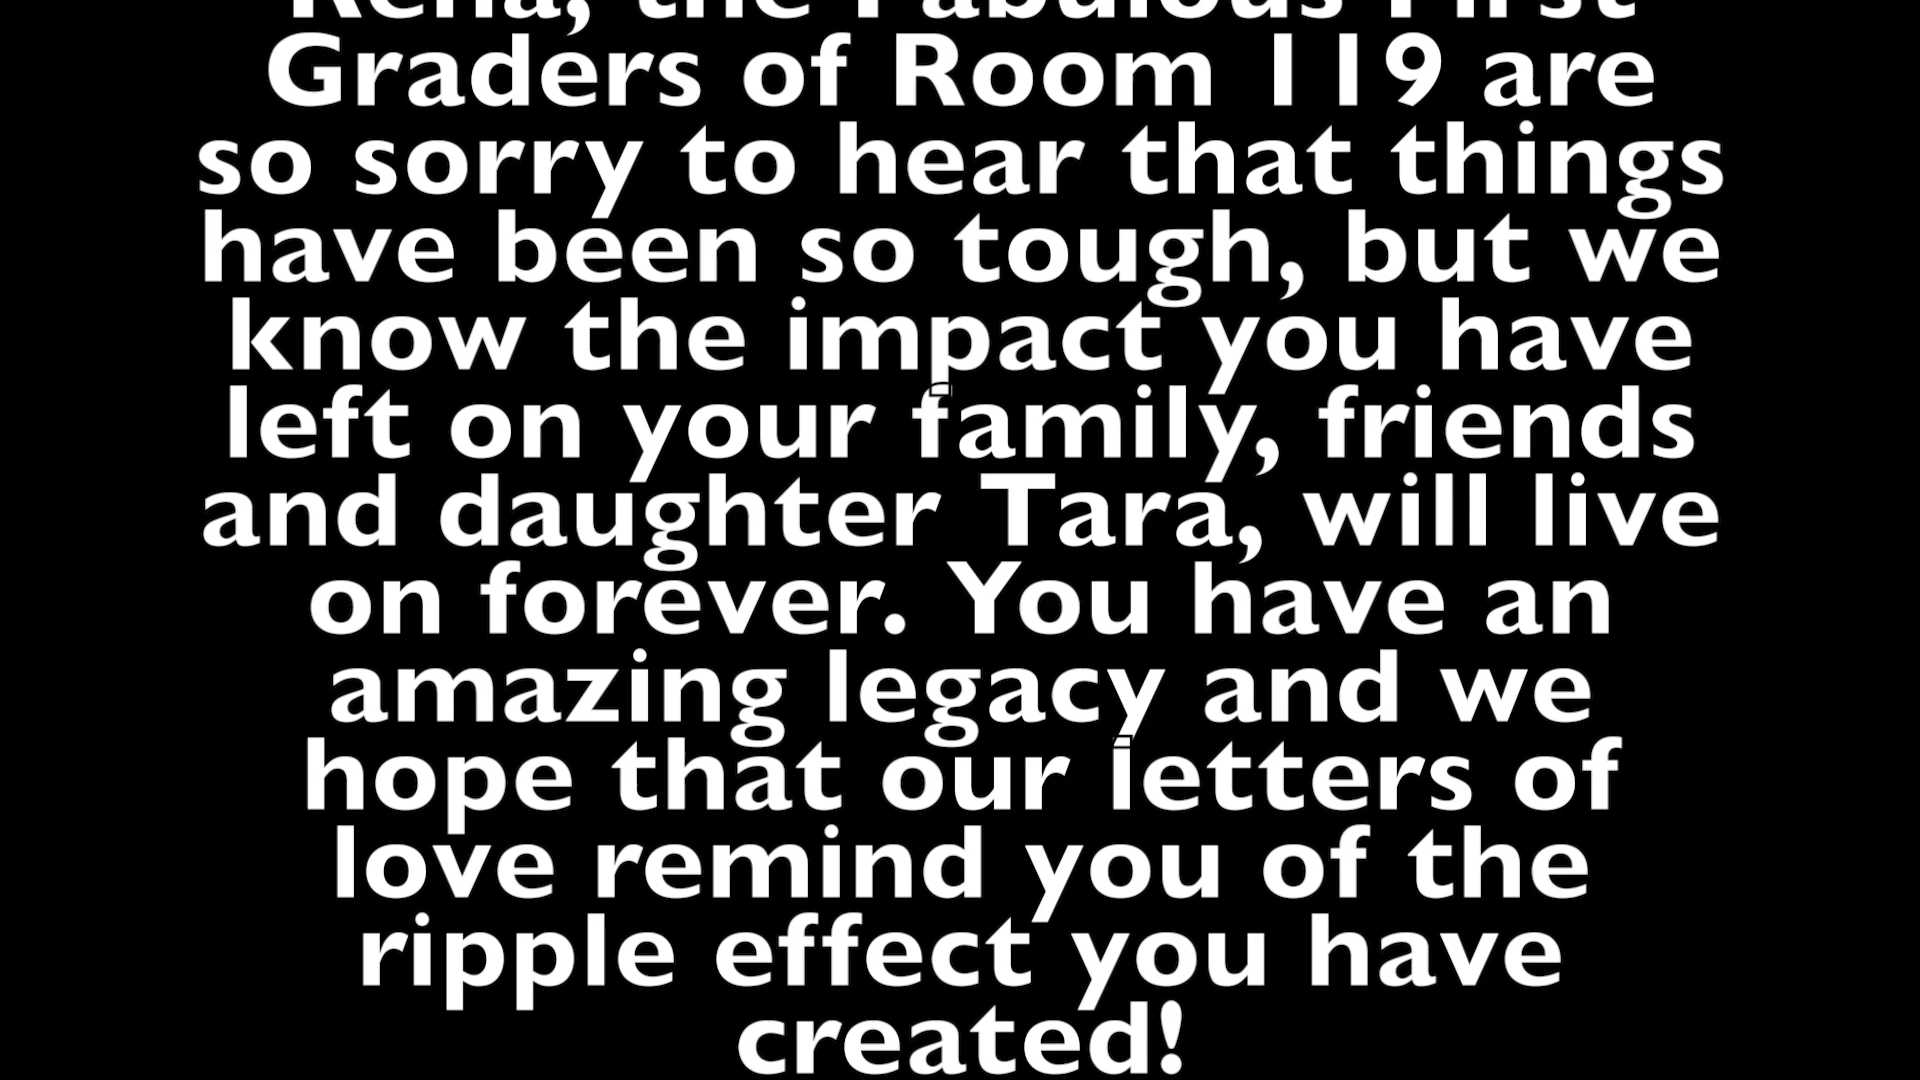 Rena, the Fabulous First
Graders of Room 119 are
so sorry to hear that things
have been so tough, but we
know the impact you have
left on your family, friends
and daughter Tara, will live
on forever. You have an
amazing legacy and we
hope that our letters of
love remind you of the
ripple effect you have
created!